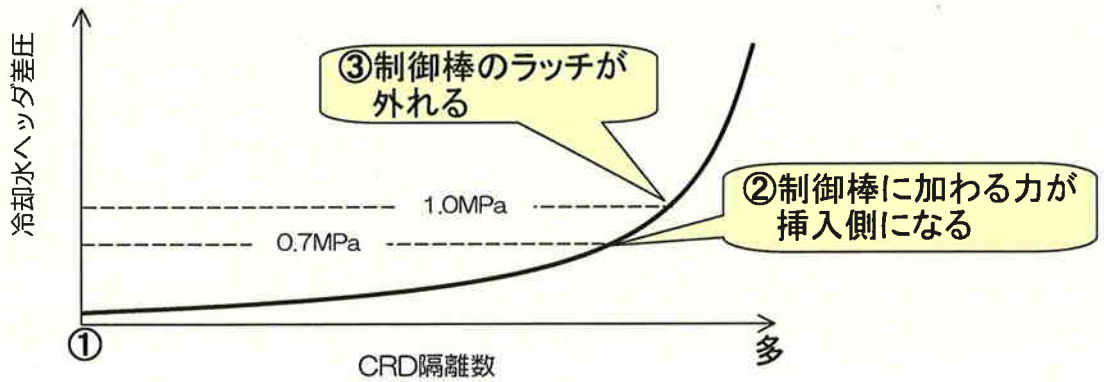 冷却水ヘッダ差圧
③制御棒のラッチが
外れる
②制御棒に加わる力が
挿入側になる
1.0MPa
0.7MPa
①
CRD隔離数
多